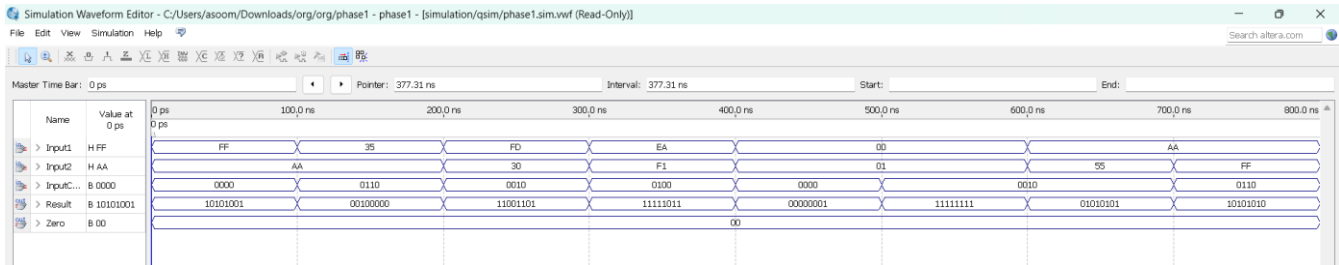 Simulation Waveform Editor - C:/Users/asoom/Downloads/org/org/phase1 - phase1 - [simulation/qsim/phase1.sim.vwf (Read-Only)]
File Edit View Simulation Help
Search altera.com
Master Time Bar: 0 ps Pointer: 377.31 ns Interval: 377.31 ns Start: End:
Name Value at 0 ps
0 ps 100.0 ns 200.0 ns 300.0 ns 400.0 ns 500.0 ns 600.0 ns 700.0 ns 800.0 ns
0 ps
> Input1 H FF FF 35 FD EA 00 AA
> Input2 H AA AA 30 F1 01 55 FF
> InputC... B 0000 0000 0110 0010 0100 0000 0010 0110
> Result B 10101001 10101001 00100000 11001101 11111011 00000001 11111111 01010101 10101010
> Zero B 00 00